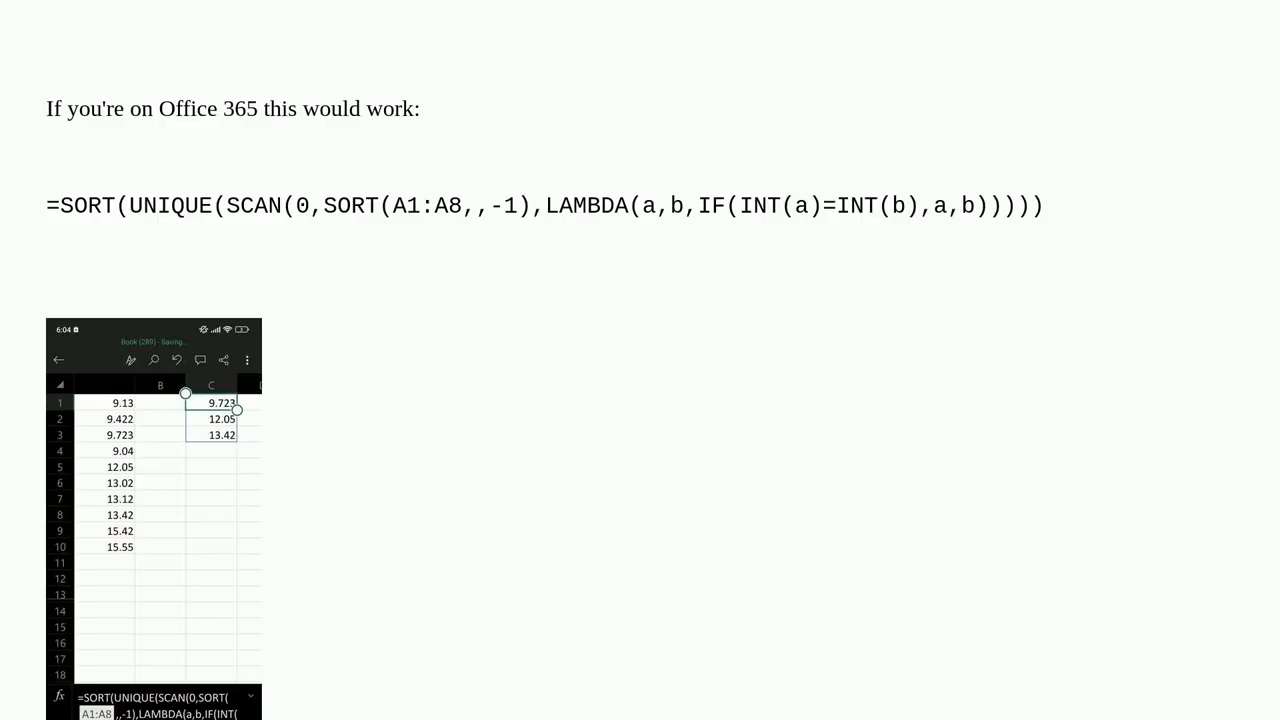 If you're on Office 365 this would work:
=SORT(UNIQUE(SCAN(0,SORT(A1:A8,,-1),LAMBDA(a,b,IF(INT(a)=INT(b),a,b)))))
6:04
Book (289) - Saving...
B C
1 9.13 9.723
2 9.422 12.05
3 9.723 13.42
4 9.04
5 12.05
6 13.02
7 13.12
8 13.42
9 15.42
10 15.55
11
12
13
14
15
16
17
18
fx =SORT(UNIQUE(SCAN(0,SORT(
A1:A8,,-1),LAMBDA(a,b,IF(INT(